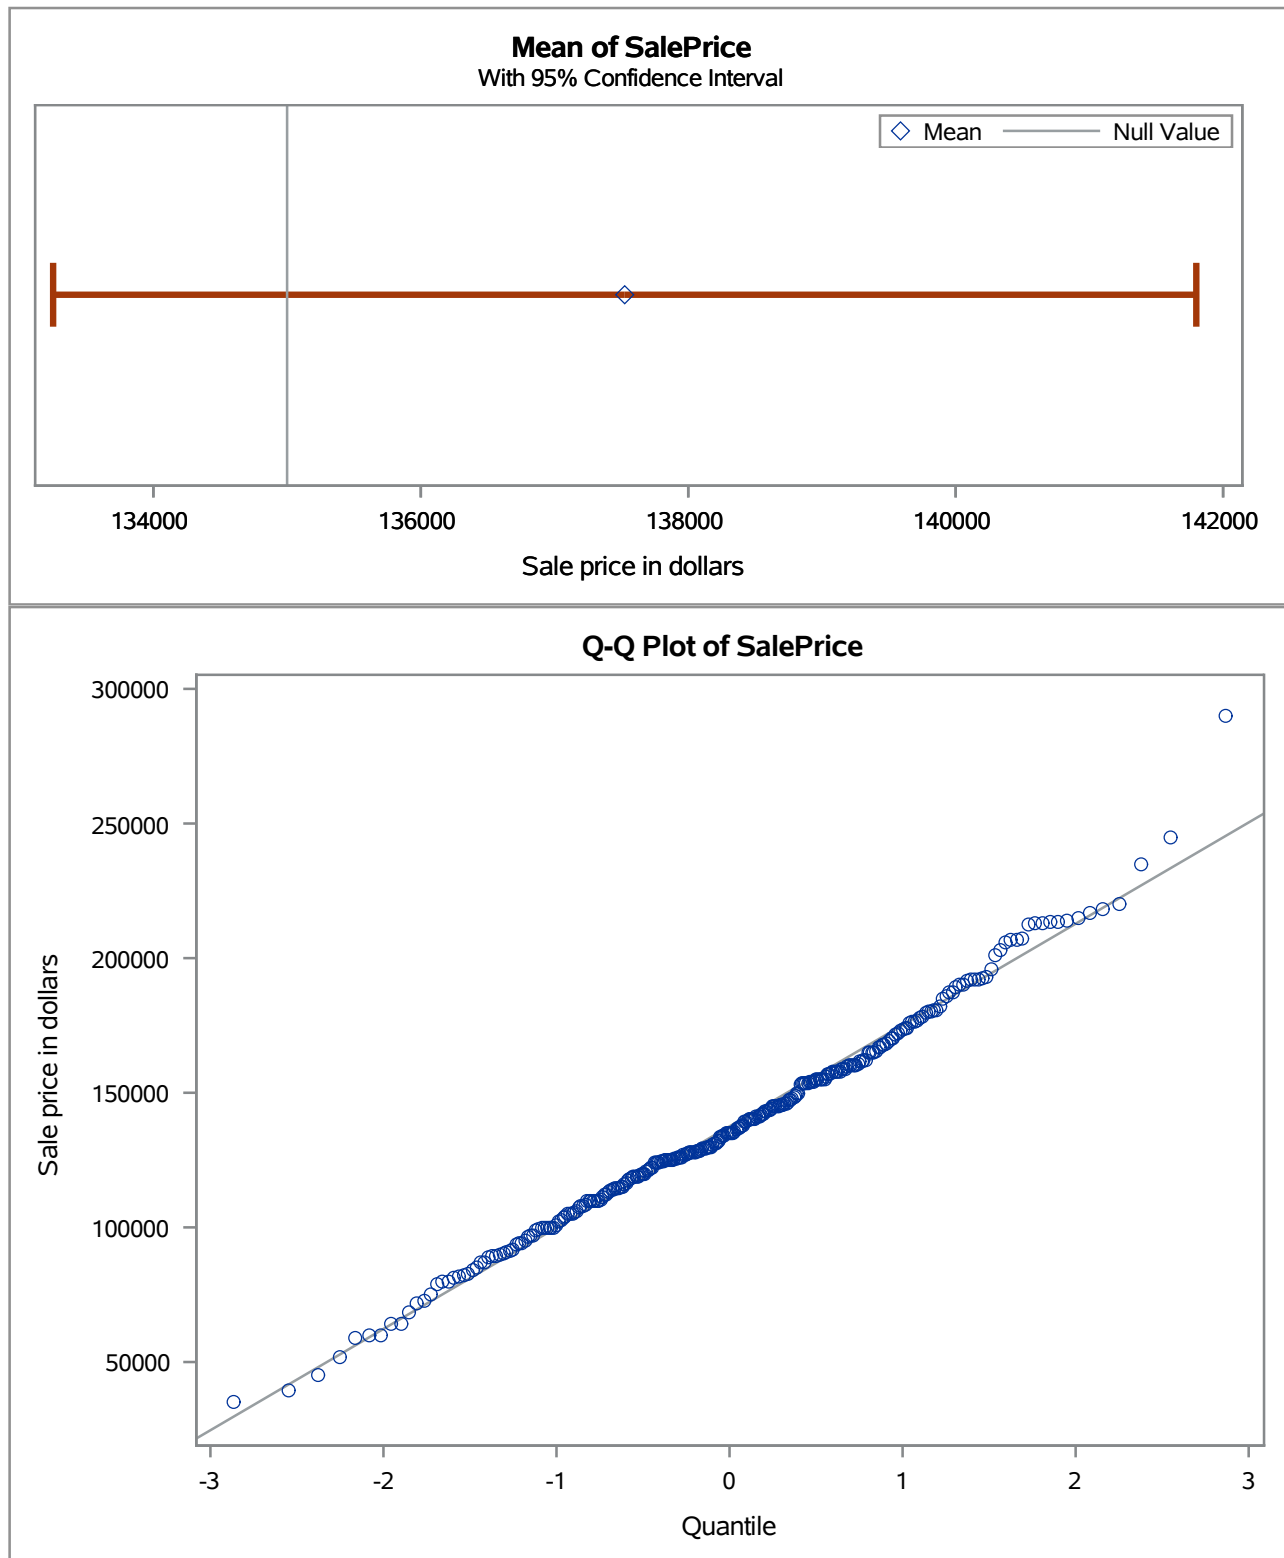 Mean of SalePrice
With 95% Confidence Interval
Mean Null Value
134000 136000 138000 140000 142000
Sale price in dollars
Q-Q Plot of SalePrice
300000
250000
200000
150000
100000
50000
Sale price in dollars
-3 -2 -1 0 1 2 3
Quantile